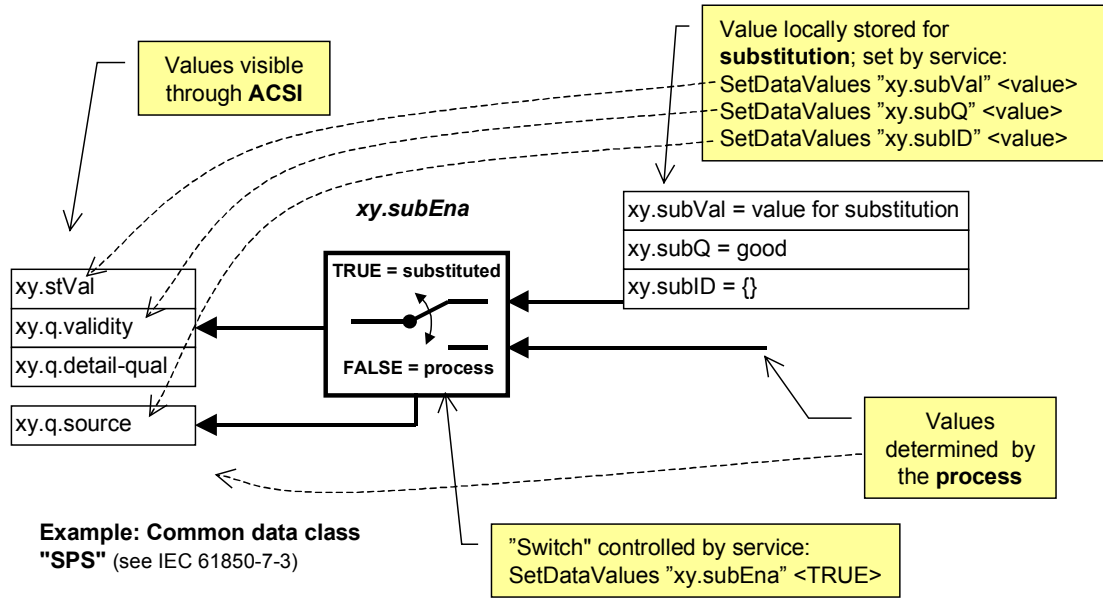 Values visible
through ACSI
Value locally stored for
substitution; set by service:
SetDataValues ”xy.subVal” <value>
SetDataValues ”xy.subQ” <value>
SetDataValues ”xy.subID” <value>
xy.subEna
xy.subVal = value for substitution
xy.subQ = good
xy.subID = {}
TRUE = substituted
FALSE = process
xy.stVal
xy.q.validity
xy.q.detail-qual
xy.q.source
Values
determined by
the process
Example: Common data class
"SPS" (see IEC 61850-7-3)
”Switch" controlled by service:
SetDataValues ”xy.subEna” <TRUE>